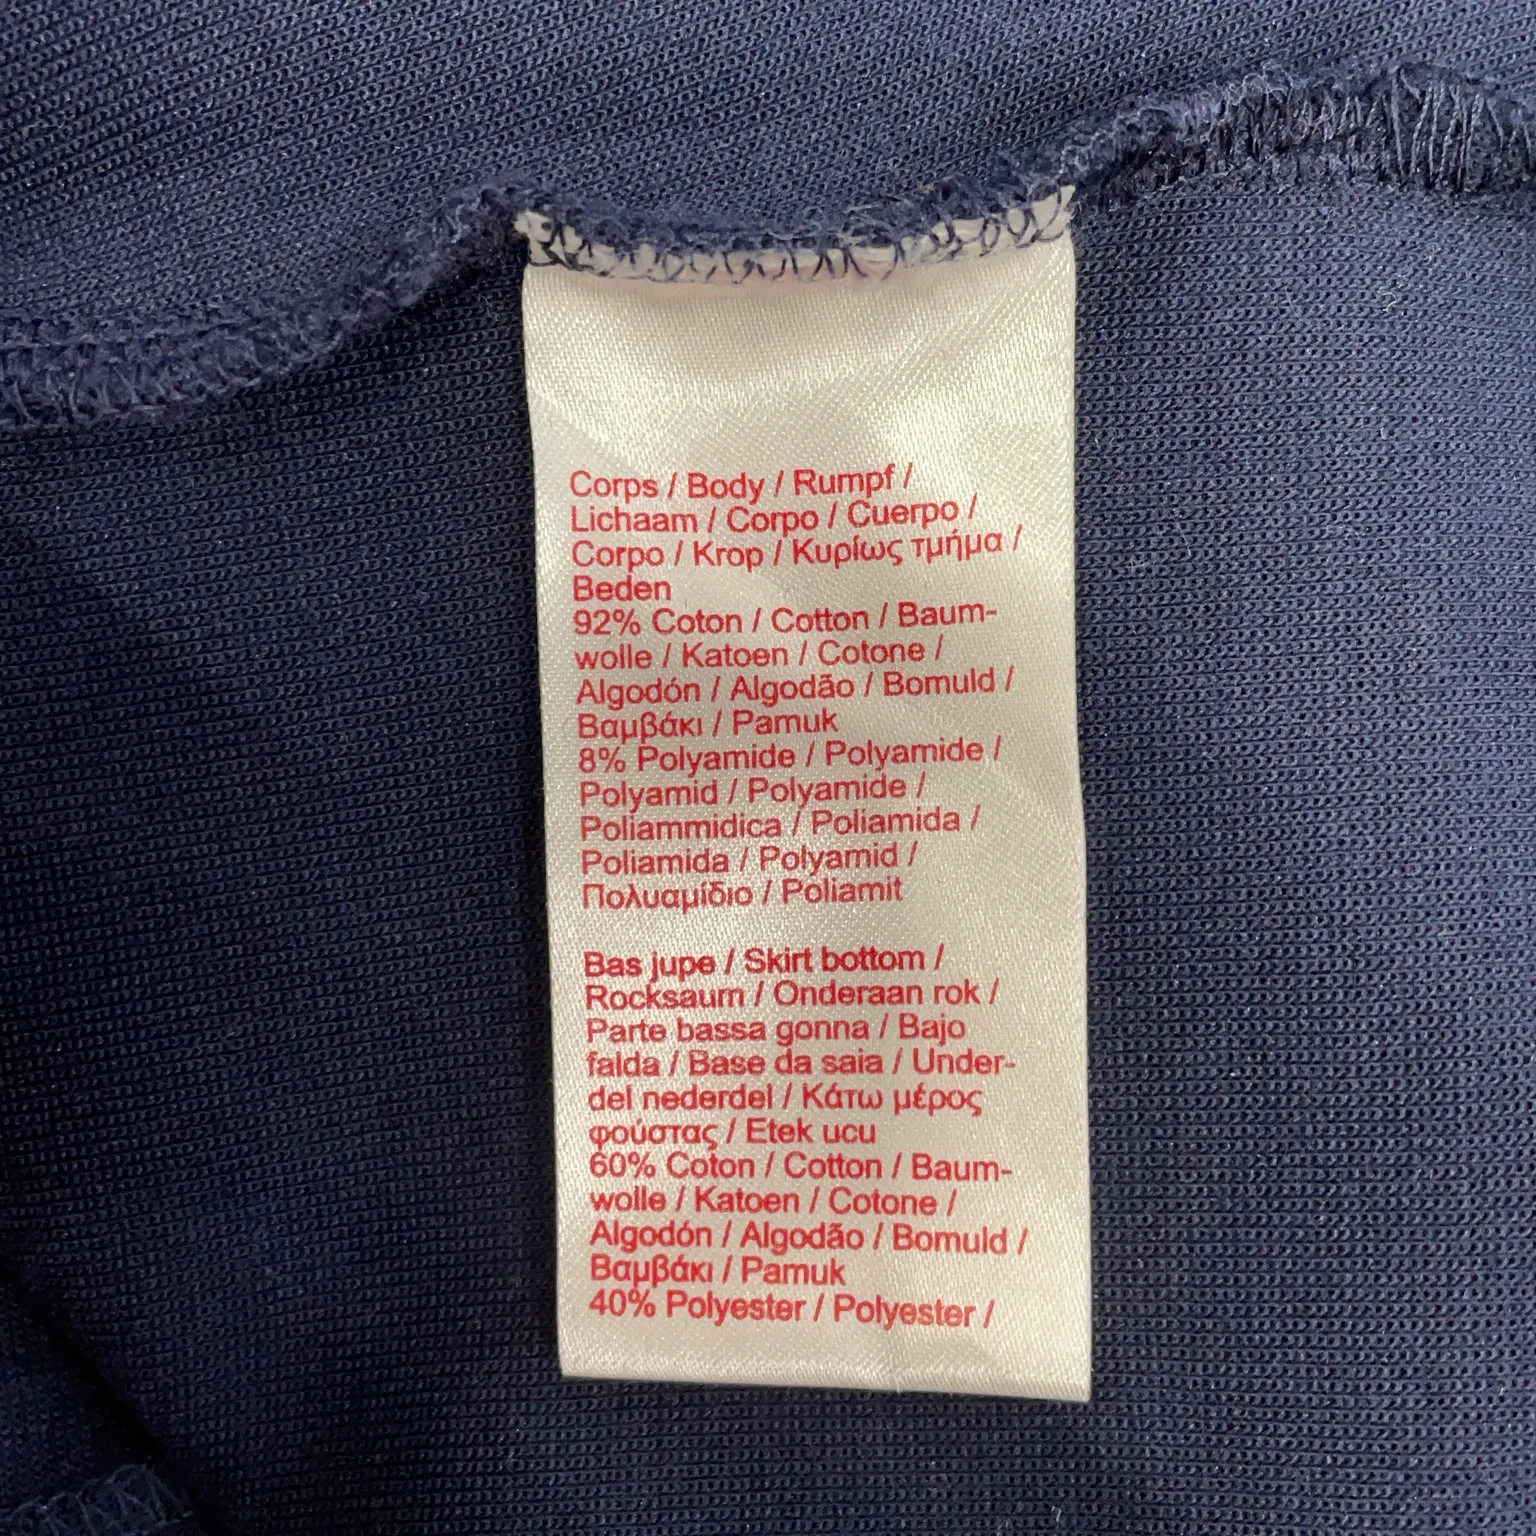 Corps / Body / Rumpf /
Lichaam / Corpo / Cuerpo /
Corpo / Krop / Κυρίως τμήμα /
Beden
92% Coton / Cotton / Baum-
wolle / Katoen / Cotone /
Algodón / Algodão / Bomuld /
Βαμβάκι / Pamuk
8% Polyamide / Polyamide /
Polyamid / Polyamide /
Poliammidica / Poliamida /
Poliamida / Polyamid /
Πολυαμίδιο / Poliamit
Bas jupe / Skirt bottom /
Rocksaum / Onderaan rok /
Parte bassa gonna / Bajo
falda / Base da saia / Under-
del nederdel / Κάτω μέρος
φούστας / Etek ucu
60% Coton / Cotton / Baum-
wolle / Katoen / Cotone /
Algodón / Algodão / Bomuld /
Βαμβάκι / Pamuk
40% Polyester / Polyester /